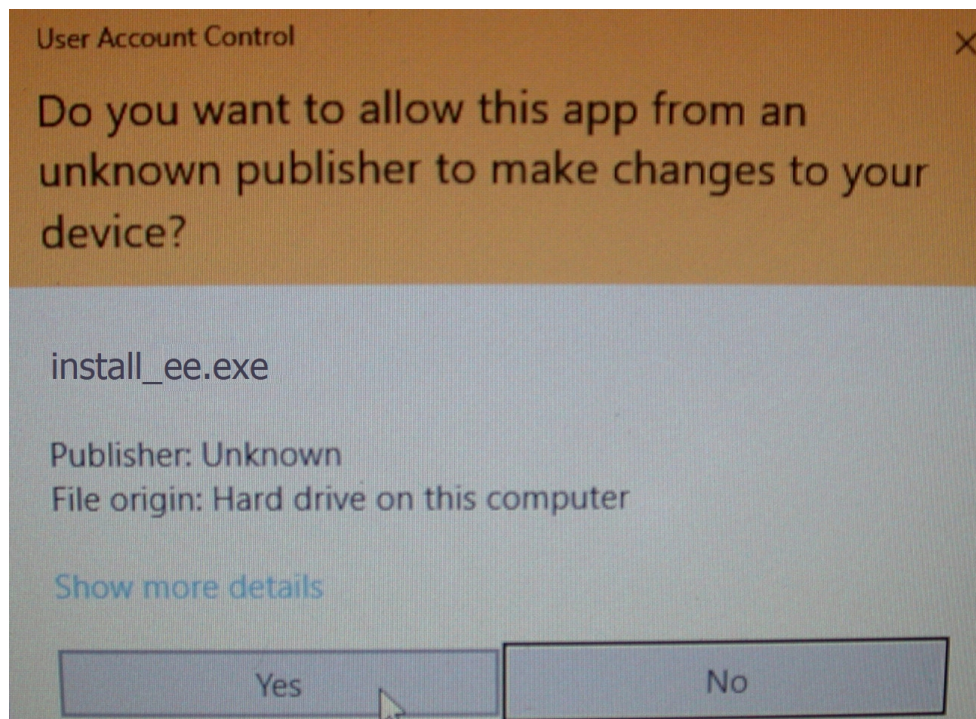 User Account Control
Do you want to allow this app from an
unknown publisher to make changes to your
device?
install_ee.exe
Publisher: Unknown
File origin: Hard drive on this computer
Show more details
Yes
No